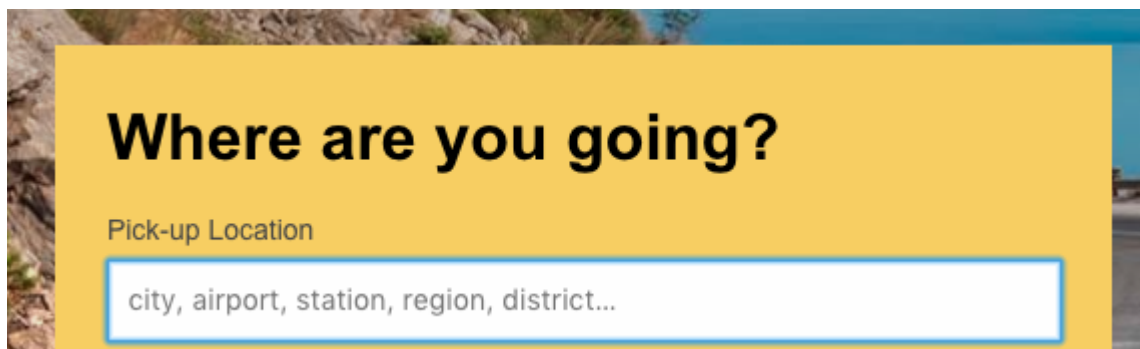 Where are you going?
Pick-up Location
city, airport, station, region, district...